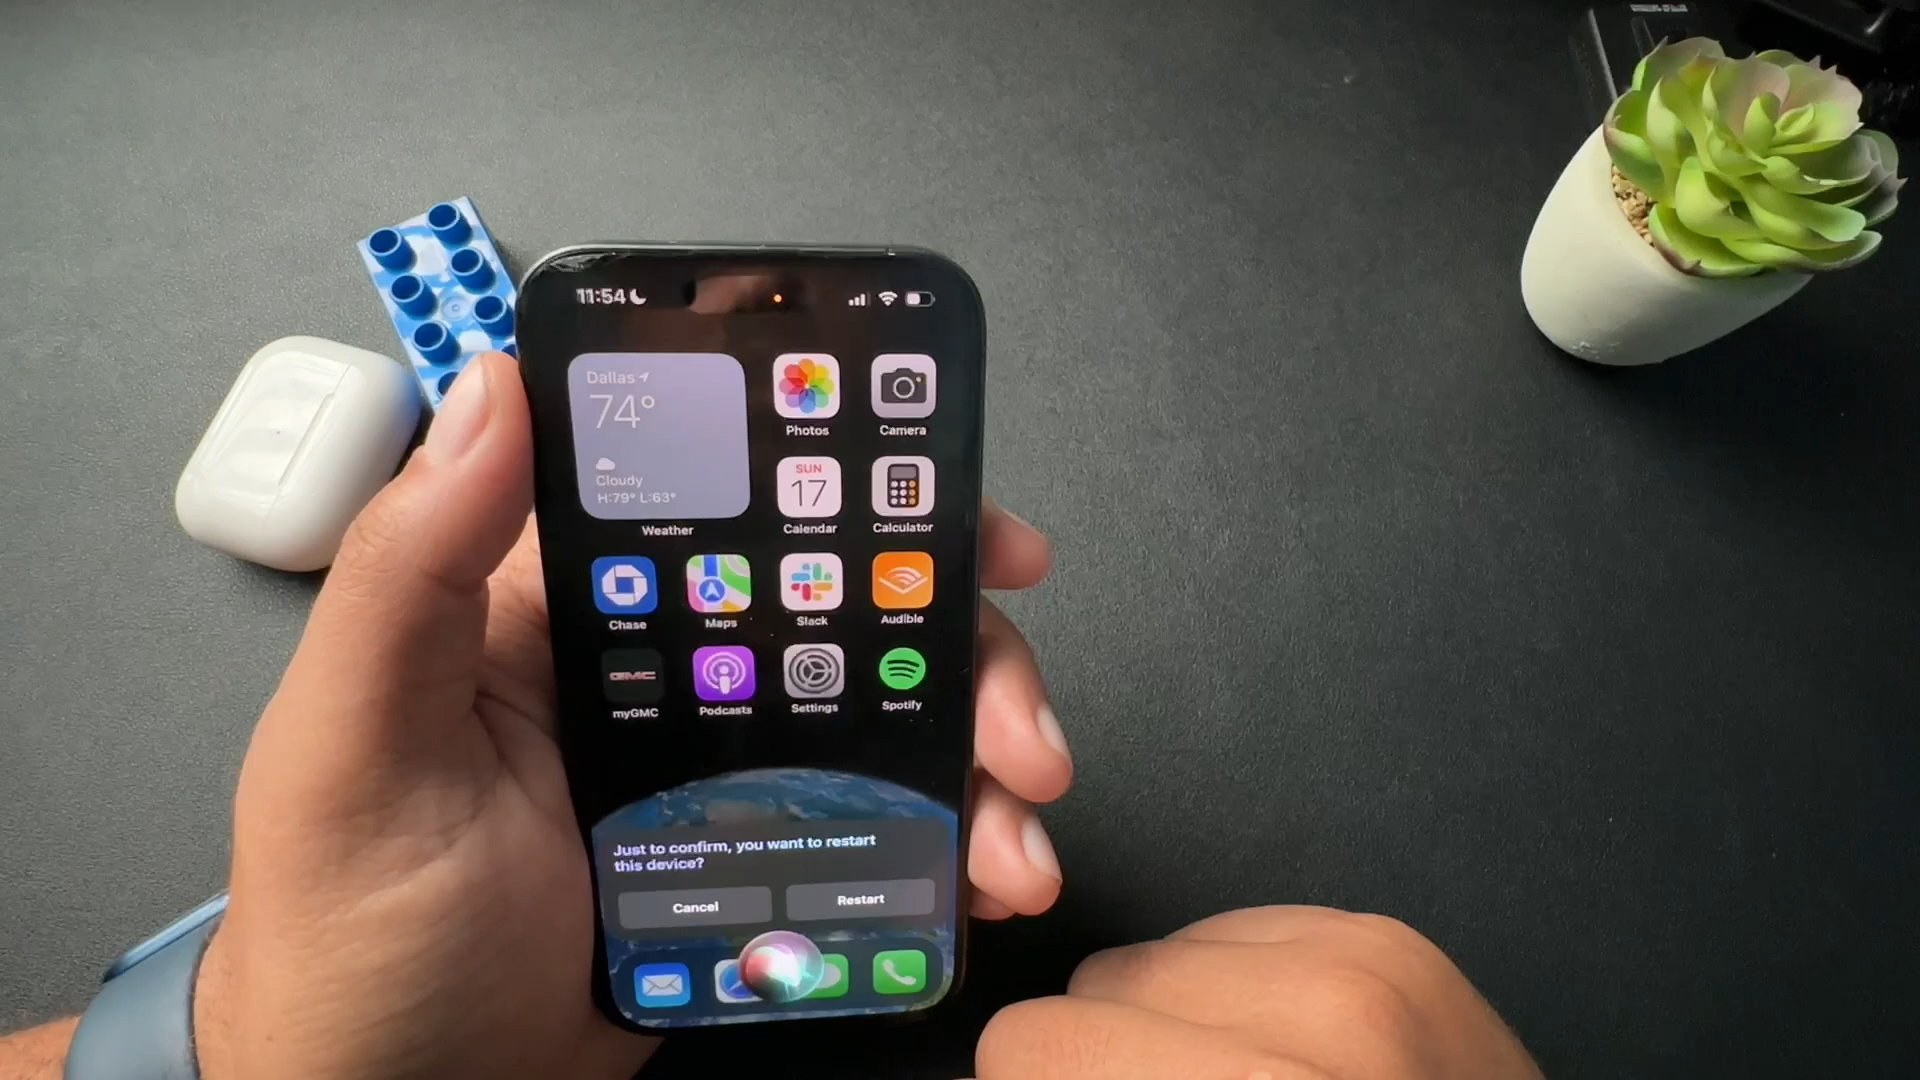 11:54
Dallas
74°
Cloudy
H:79° L:63°
Weather
Photos
Camera
SUN
17
Calendar
Calculator
Chase
Maps
Slack
Audible
GMC
myGMC
Podcasts
Settings
Spotify
Just to confirm, you want to restart
this device?
Cancel
Restart